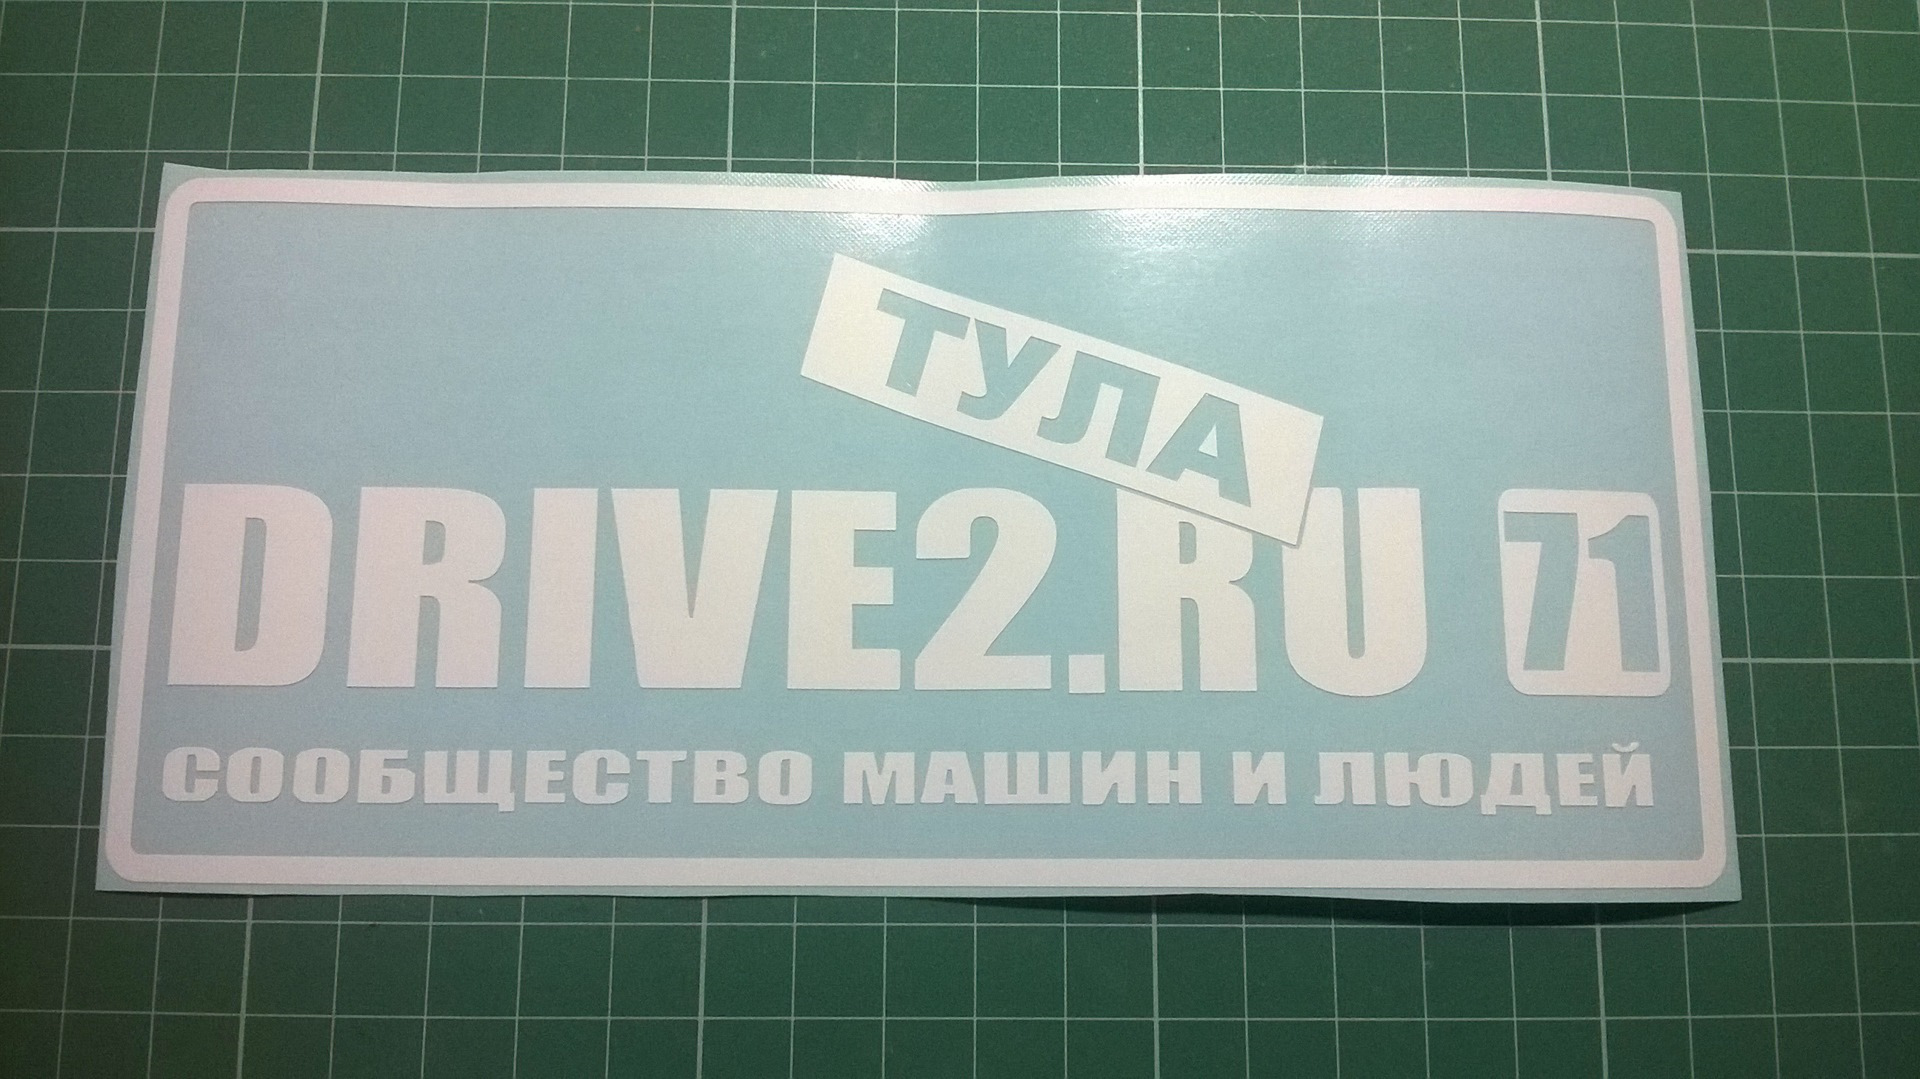 ТУЛА
DRIVE2.RU 71
СООБЩЕСТВО МАШИН И ЛЮДЕЙ